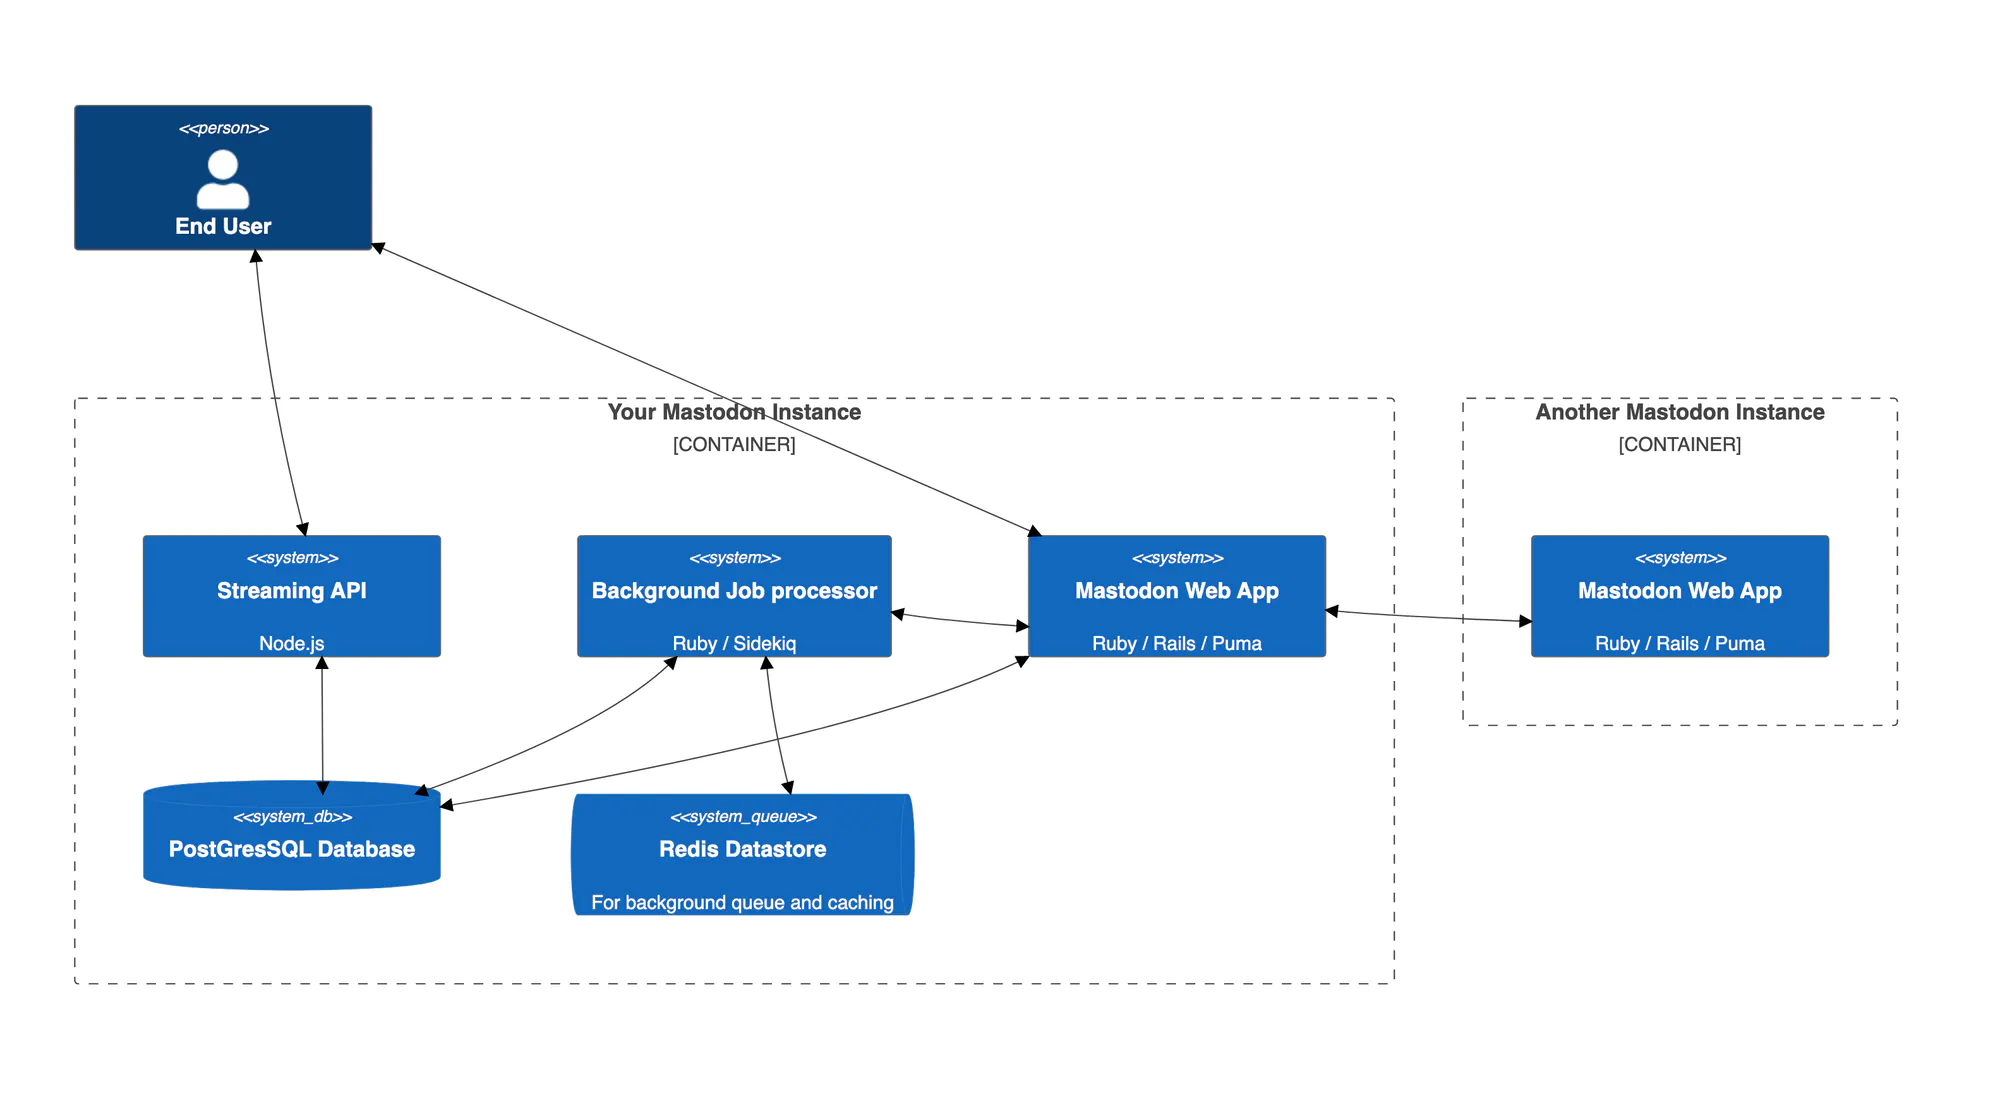 <<person>>
End User
Your Mastodon Instance
[CONTAINER]
Another Mastodon Instance
[CONTAINER]
<<system>>
Streaming API
Node.js
<<system>>
Background Job processor
Ruby / Sidekiq
<<system>>
Mastodon Web App
Ruby / Rails / Puma
<<system>>
Mastodon Web App
Ruby / Rails / Puma
<<system_db>>
PostGresSQL Database
<<system_queue>>
Redis Datastore
For background queue and caching